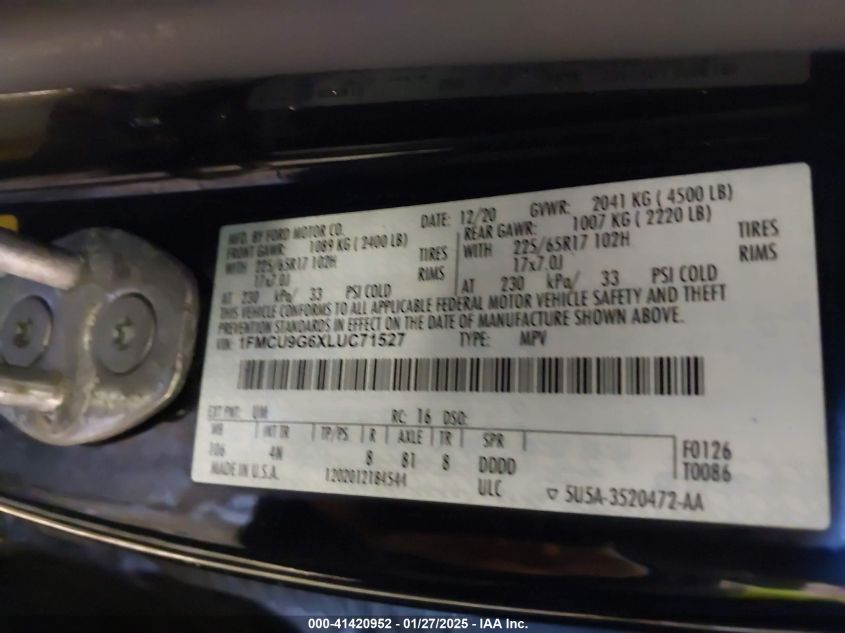 MFD. BY FORD MOTOR CO. DATE: 12/20 GVWR: 2041 KG ( 4500 LB)
FRONT GAWR: 1089 KG ( 2400 LB) REAR GAWR: 1007 KG ( 2220 LB)
WITH 225/65R17 102H TIRES WITH 225/65R17 102H TIRES
17x7.0J RIMS 17x7.0J RIMS
AT 230 kPa/ 33 PSI COLD AT 230 kPa/ 33 PSI COLD
THIS VEHICLE CONFORMS TO ALL APPLICABLE FEDERAL MOTOR VEHICLE SAFETY AND THEFT
PREVENTION STANDARDS IN EFFECT ON THE DATE OF MANUFACTURE SHOWN ABOVE.
VIN: 1FMCU9G6XLUC71527 TYPE: MPV
EXT PNT: UM RC: 16 DSO:
WB INT TR TP/PS R AXLE TR SPR F0126
106 4N 8 81 8 DDDD T0086
MADE IN U.S.A. 1202012184544 ULC ▽ 5U5A-3520472-AA
000-41420952 - 01/27/2025 - IAA Inc.